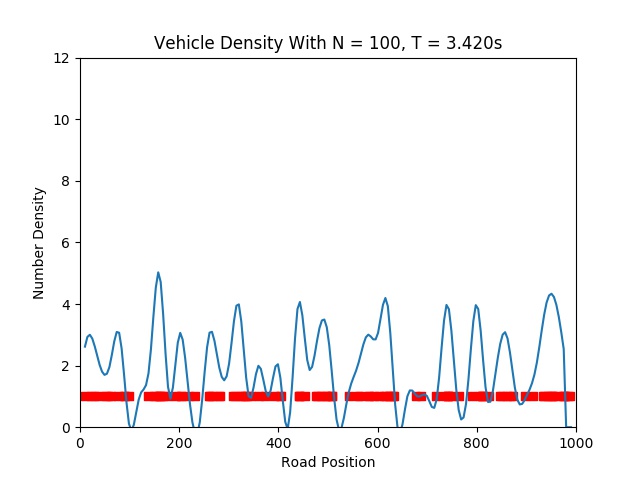 Vehicle Density With N = 100, T = 3.420s
12
10
8
6
4
2
0
Number Density
0 200 400 600 800 1000
Road Position